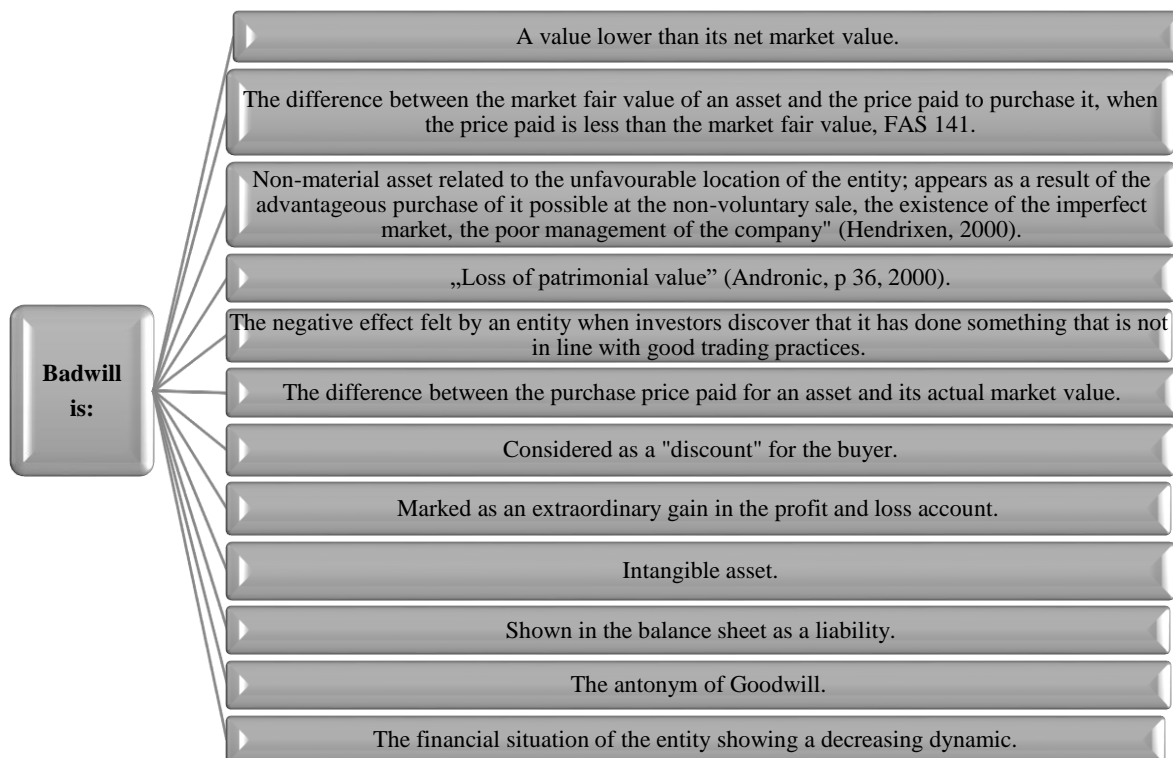 A value lower than its net market value.
The difference between the market fair value of an asset and the price paid to purchase it, when
the price paid is less than the market fair value, FAS 141.
Non-material asset related to the unfavourable location of the entity; appears as a result of the
advantageous purchase of it possible at the non-voluntary sale, the existence of the imperfect
market, the poor management of the company" (Hendrixen, 2000).
„Loss of patrimonial value” (Andronic, p 36, 2000).
The negative effect felt by an entity when investors discover that it has done something that is not
in line with good trading practices.
Badwill
is:
The difference between the purchase price paid for an asset and its actual market value.
Considered as a "discount" for the buyer.
Marked as an extraordinary gain in the profit and loss account.
Intangible asset.
Shown in the balance sheet as a liability.
The antonym of Goodwill.
The financial situation of the entity showing a decreasing dynamic.